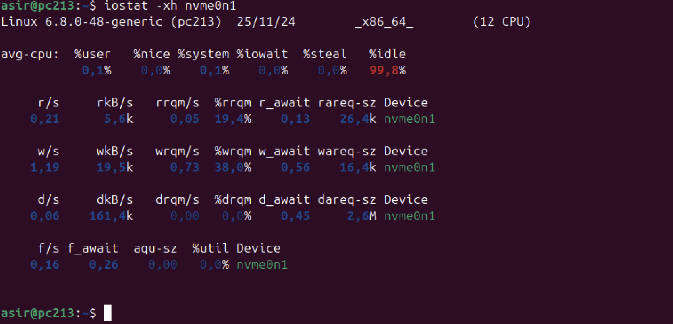 asir@pc213:~$ iostat -xh nvme0n1
Linux 6.8.0-48-generic (pc213) 25/11/24 _x86_64_ (12 CPU)
avg-cpu: %user %nice %system %iowait %steal %idle
0,1% 0,0% 0,1% 0,0% 0,0% 99,8%
r/s rkB/s rrqm/s %rrqm r_await rareq-sz Device
0,21 5,6k 0,05 19,4% 0,13 26,4k nvme0n1
w/s wkB/s wrqm/s %wrqm w_await wareq-sz Device
1,19 19,5k 0,73 38,0% 0,56 16,4k nvme0n1
d/s dkB/s drqm/s %drqm d_await dareq-sz Device
0,06 161,4k 0,00 0,0% 0,45 2,6M nvme0n1
f/s f_await aqu-sz %util Device
0,16 0,26 0,00 0,0% nvme0n1
asir@pc213:~$